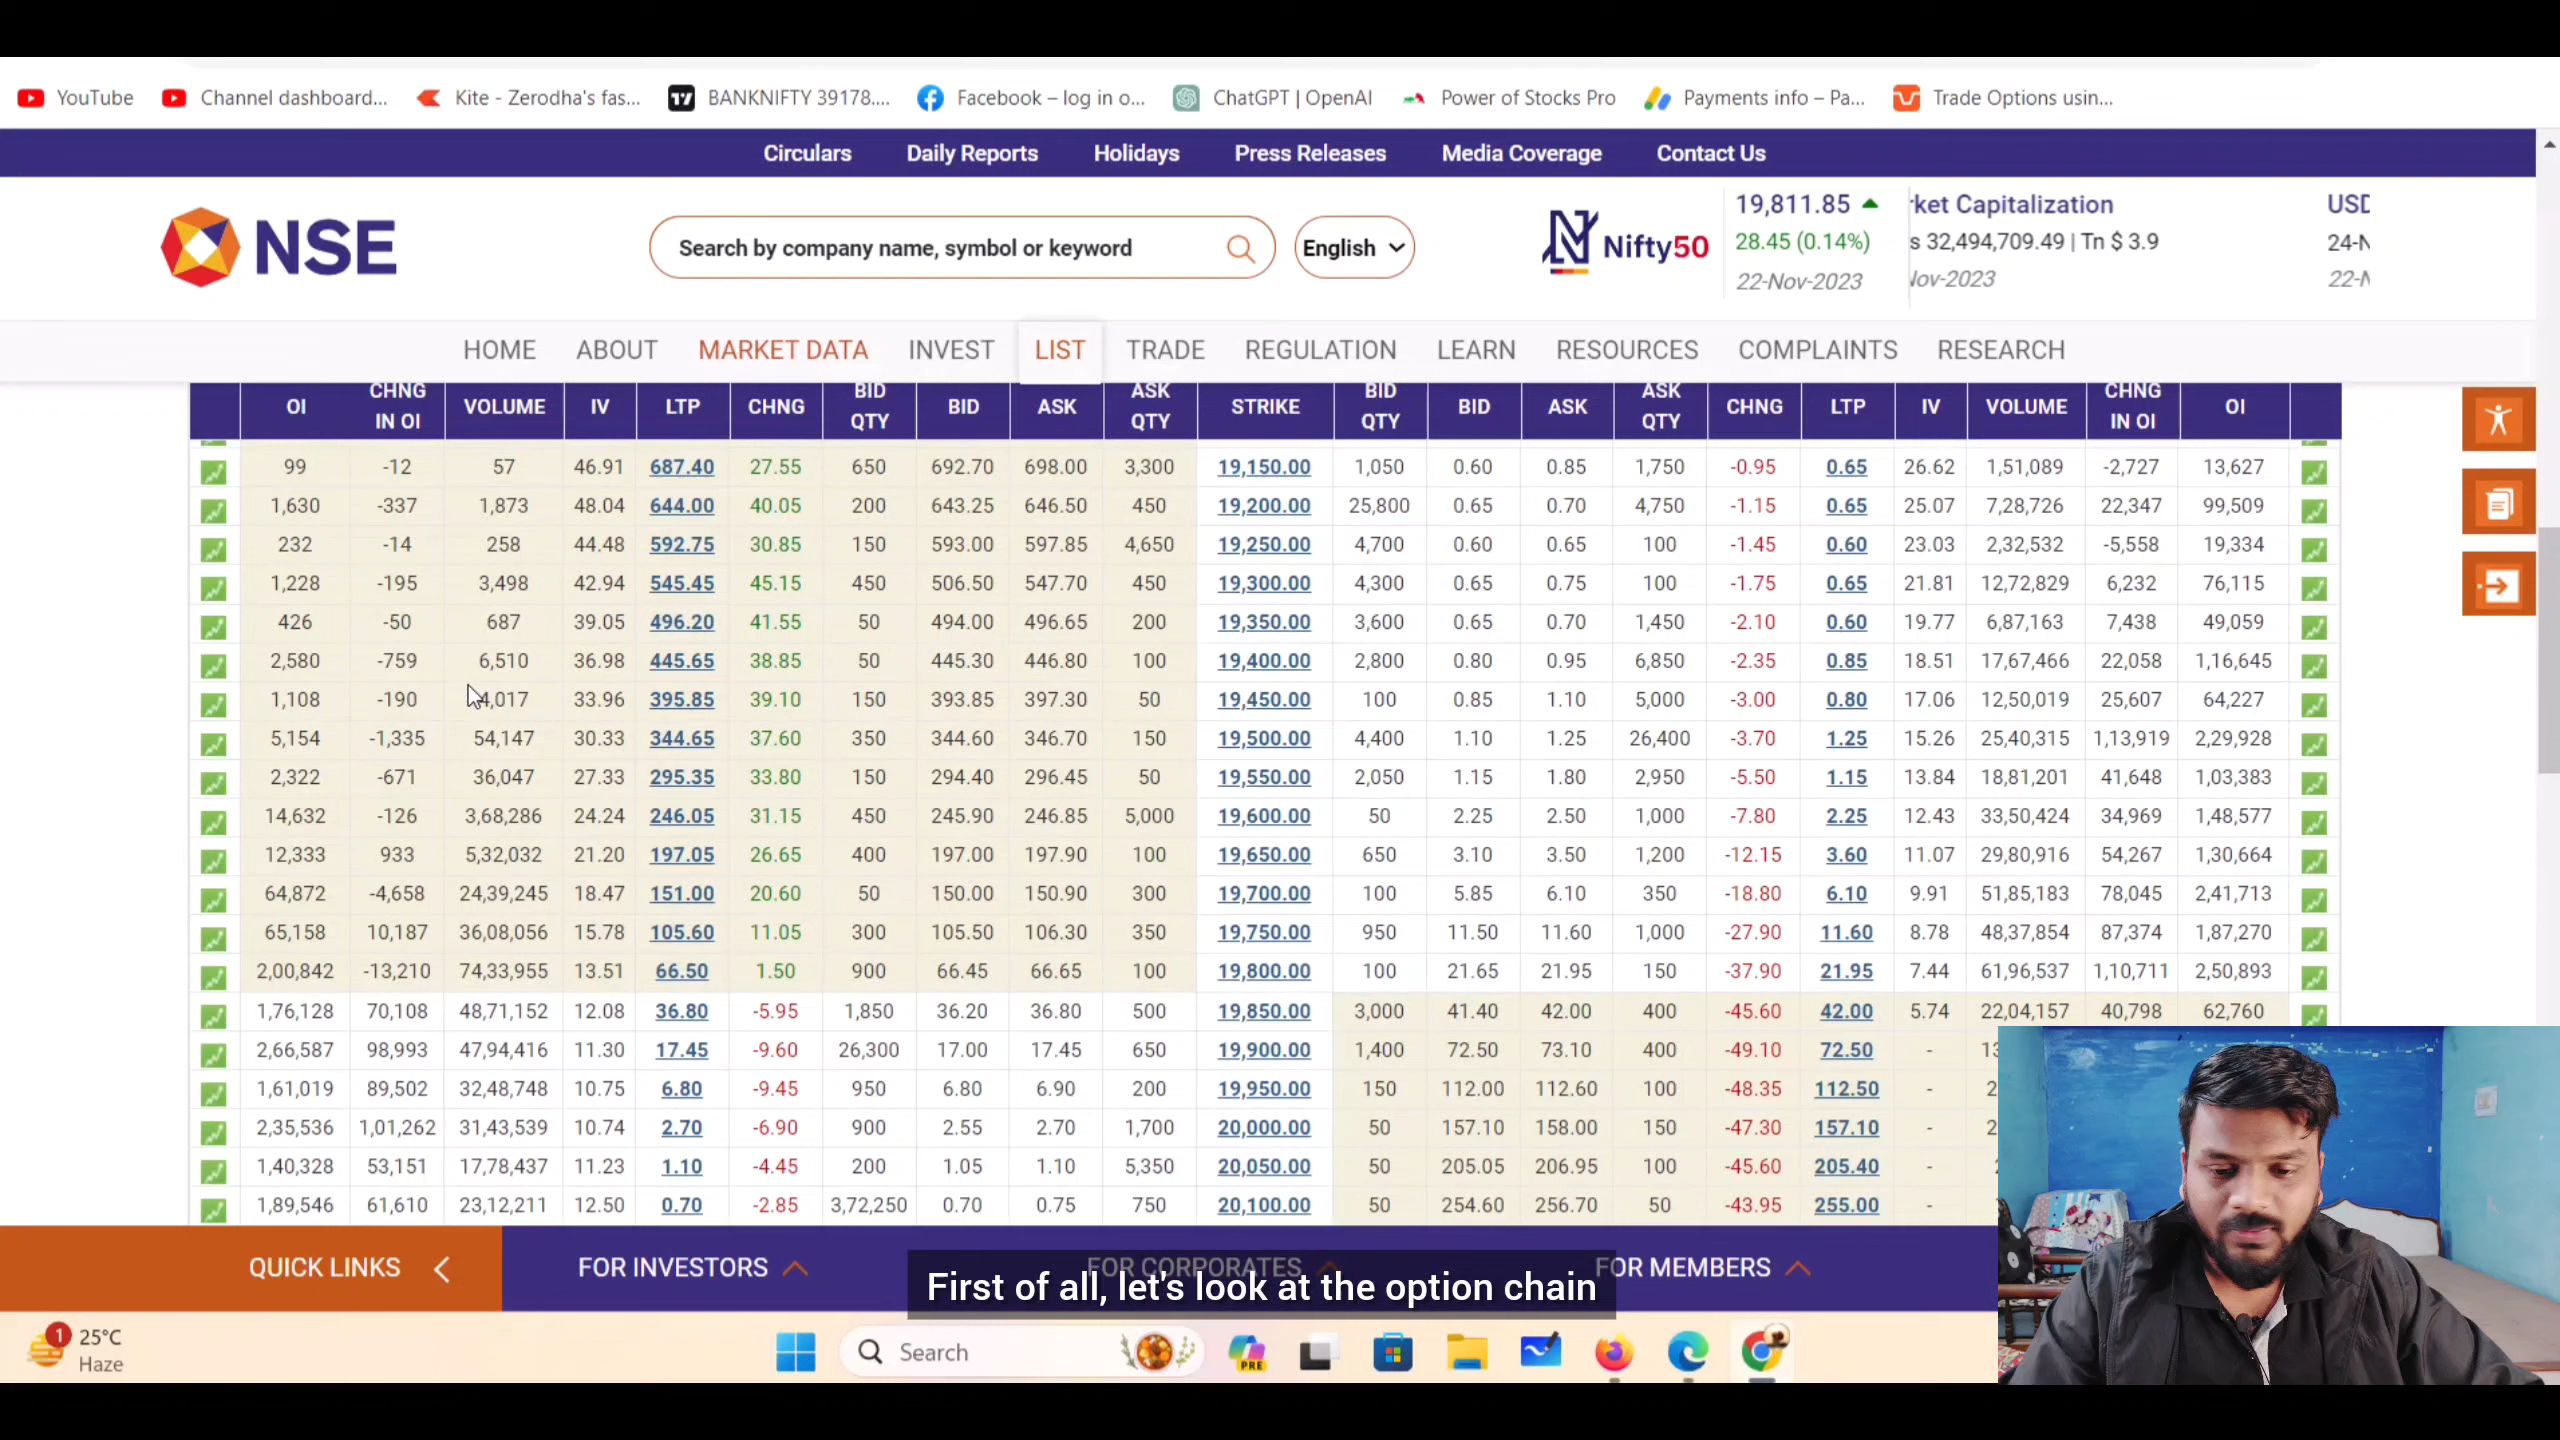 YouTube Channel dashboard... Kite - Zerodha's fas... BANKNIFTY 39178.... Facebook – log in o... ChatGPT | OpenAI Power of Stocks Pro Payments info – Pa... Trade Options usin...
Circulars Daily Reports Holidays Press Releases Media Coverage Contact Us
NSE Search by company name, symbol or keyword English Nifty50
19,811.85 ket Capitalization USD
28.45 (0.14%) s 32,494,709.49 | Tn $ 3.9 24-N
22-Nov-2023 Nov-2023 22-N
HOME ABOUT MARKET DATA INVEST LIST TRADE REGULATION LEARN RESOURCES COMPLAINTS RESEARCH
OI CHNG IN OI VOLUME IV LTP CHNG BID QTY BID ASK ASK QTY STRIKE BID QTY BID ASK ASK QTY CHNG LTP IV VOLUME CHNG IN OI OI
99 -12 57 46.91 687.40 27.55 650 692.70 698.00 3,300 19,150.00 1,050 0.60 0.85 1,750 -0.95 0.65 26.62 1,51,089 -2,727 13,627
1,630 -337 1,873 48.04 644.00 40.05 200 643.25 646.50 450 19,200.00 25,800 0.65 0.70 4,750 -1.15 0.65 25.07 7,28,726 22,347 99,509
232 -14 258 44.48 592.75 30.85 150 593.00 597.85 4,650 19,250.00 4,700 0.60 0.65 100 -1.45 0.60 23.03 2,32,532 -5,558 19,334
1,228 -195 3,498 42.94 545.45 45.15 450 506.50 547.70 450 19,300.00 4,300 0.65 0.75 100 -1.75 0.65 21.81 12,72,829 6,232 76,115
426 -50 687 39.05 496.20 41.55 50 494.00 496.65 200 19,350.00 3,600 0.65 0.70 1,450 -2.10 0.60 19.77 6,87,163 7,438 49,059
2,580 -759 6,510 36.98 445.65 38.85 50 445.30 446.80 100 19,400.00 2,800 0.80 0.95 6,850 -2.35 0.85 18.51 17,67,466 22,058 1,16,645
1,108 -190 4,017 33.96 395.85 39.10 150 393.85 397.30 50 19,450.00 100 0.85 1.10 5,000 -3.00 0.80 17.06 12,50,019 25,607 64,227
5,154 -1,335 54,147 30.33 344.65 37.60 350 344.60 346.70 150 19,500.00 4,400 1.10 1.25 26,400 -3.70 1.25 15.26 25,40,315 1,13,919 2,29,928
2,322 -671 36,047 27.33 295.35 33.80 150 294.40 296.45 50 19,550.00 2,050 1.15 1.80 2,950 -5.50 1.15 13.84 18,81,201 41,648 1,03,383
14,632 -126 3,68,286 24.24 246.05 31.15 450 245.90 246.85 5,000 19,600.00 50 2.25 2.50 1,000 -7.80 2.25 12.43 33,50,424 34,969 1,48,577
12,333 933 5,32,032 21.20 197.05 26.65 400 197.00 197.90 100 19,650.00 650 3.10 3.50 1,200 -12.15 3.60 11.07 29,80,916 54,267 1,30,664
64,872 -4,658 24,39,245 18.47 151.00 20.60 50 150.00 150.90 300 19,700.00 100 5.85 6.10 350 -18.80 6.10 9.91 51,85,183 78,045 2,41,713
65,158 10,187 36,08,056 15.78 105.60 11.05 300 105.50 106.30 350 19,750.00 950 11.50 11.60 1,000 -27.90 11.60 8.78 48,37,854 87,374 1,87,270
2,00,842 -13,210 74,33,955 13.51 66.50 1.50 900 66.45 66.65 100 19,800.00 100 21.65 21.95 150 -37.90 21.95 7.44 61,96,537 1,10,711 2,50,893
1,76,128 70,108 48,71,152 12.08 36.80 -5.95 1,850 36.20 36.80 500 19,850.00 3,000 41.40 42.00 400 -45.60 42.00 5.74 22,04,157 40,798 62,760
2,66,587 98,993 47,94,416 11.30 17.45 -9.60 26,300 17.00 17.45 650 19,900.00 1,400 72.50 73.10 400 -49.10 72.50 - 13
1,61,019 89,502 32,48,748 10.75 6.80 -9.45 950 6.80 6.90 200 19,950.00 150 112.00 112.60 100 -48.35 112.50 - 2
2,35,536 1,01,262 31,43,539 10.74 2.70 -6.90 900 2.55 2.70 1,700 20,000.00 50 157.10 158.00 150 -47.30 157.10 - 2
1,40,328 53,151 17,78,437 11.23 1.10 -4.45 200 1.05 1.10 5,350 20,050.00 50 205.05 206.95 100 -45.60 205.40 -
1,89,546 61,610 23,12,211 12.50 0.70 -2.85 3,72,250 0.70 0.75 750 20,100.00 50 254.60 256.70 50 -43.95 255.00 -
QUICK LINKS FOR INVESTORS FOR CORPORATES FOR MEMBERS
First of all, let's look at the option chain
1 25°C
Haze
Search
PRE